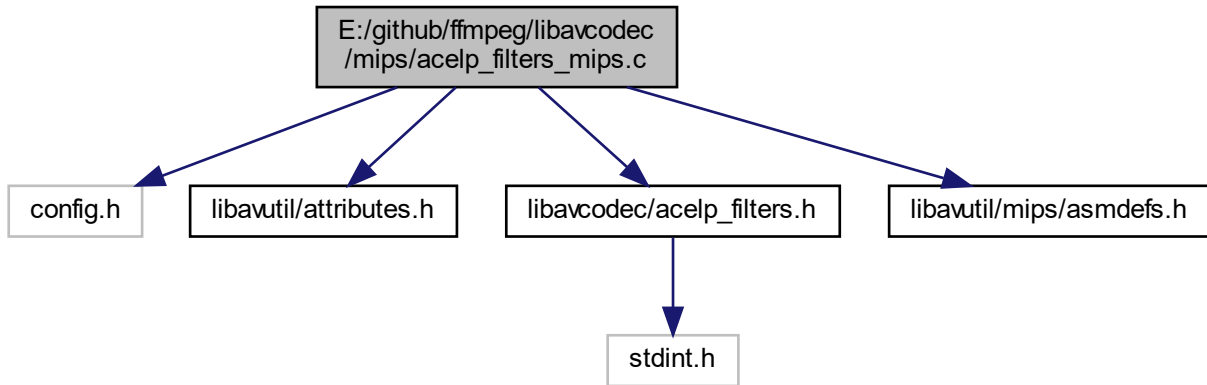 E:/github/ffmpeg/libavcodec
/mips/acelp_filters_mips.c
config.h
libavutil/attributes.h
libavcodec/acelp_filters.h
libavutil/mips/asmdefs.h
stdint.h